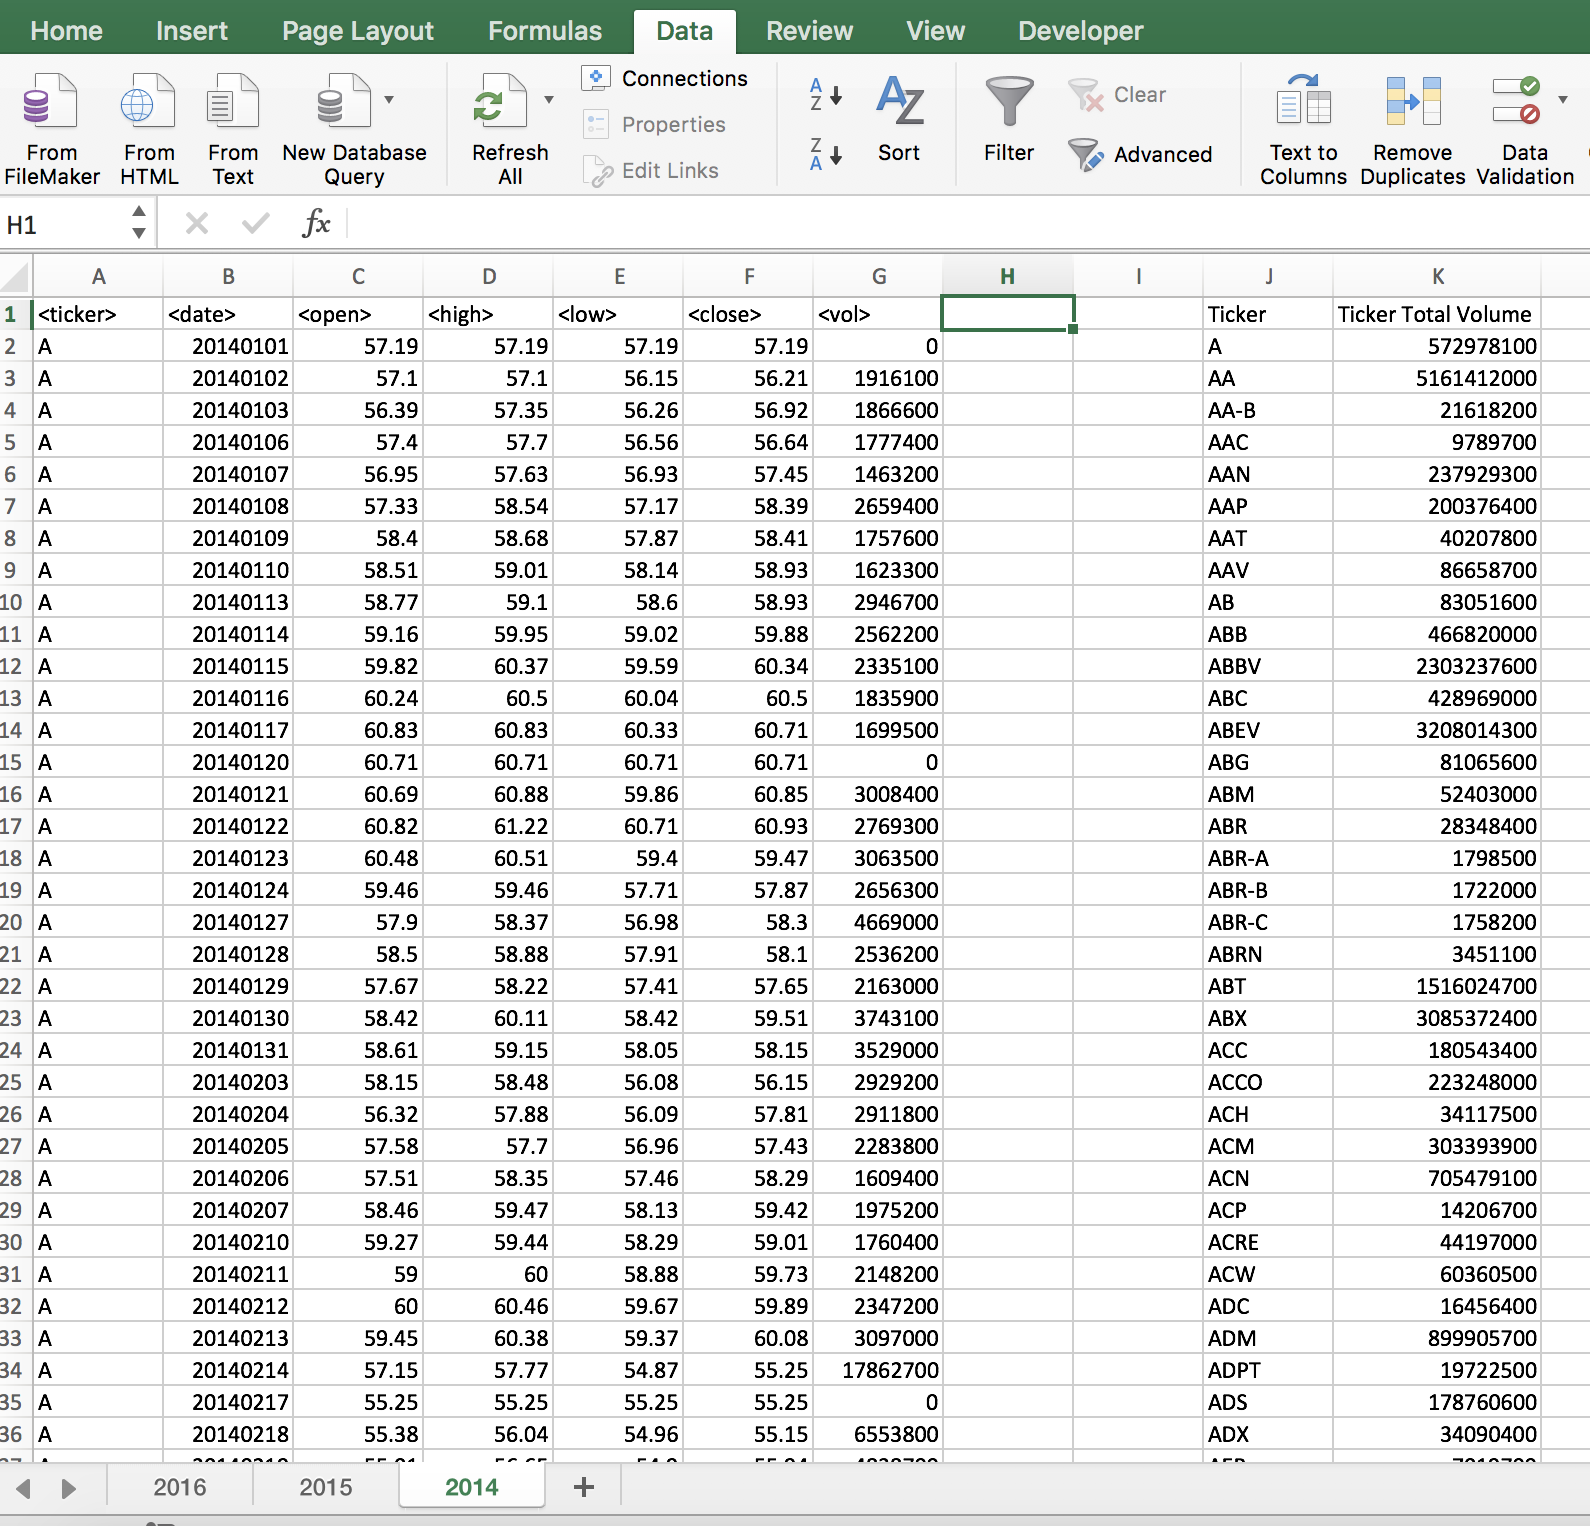 Home Insert Page Layout Formulas Data Review View Developer
From FileMaker
From HTML
From Text
New Database Query
Refresh All
Connections
Properties
Edit Links
Sort
Filter
Clear
Advanced
Text to Columns
Remove Duplicates
Data Validation
H1 fx
A B C D E F G H I J K
1 <ticker> <date> <open> <high> <low> <close> <vol> Ticker Ticker Total Volume
2 A 20140101 57.19 57.19 57.19 57.19 0 A 572978100
3 A 20140102 57.1 57.1 56.15 56.21 1916100 AA 5161412000
4 A 20140103 56.39 57.35 56.26 56.92 1866600 AA-B 21618200
5 A 20140106 57.4 57.7 56.56 56.64 1777400 AAC 9789700
6 A 20140107 56.95 57.63 56.93 57.45 1463200 AAN 237929300
7 A 20140108 57.33 58.54 57.17 58.39 2659400 AAP 200376400
8 A 20140109 58.4 58.68 57.87 58.41 1757600 AAT 40207800
9 A 20140110 58.51 59.01 58.14 58.93 1623300 AAV 86658700
10 A 20140113 58.77 59.1 58.6 58.93 2946700 AB 83051600
11 A 20140114 59.16 59.95 59.02 59.88 2562200 ABB 466820000
12 A 20140115 59.82 60.37 59.59 60.34 2335100 ABBV 2303237600
13 A 20140116 60.24 60.5 60.04 60.5 1835900 ABC 428969000
14 A 20140117 60.83 60.83 60.33 60.71 1699500 ABEV 3208014300
15 A 20140120 60.71 60.71 60.71 60.71 0 ABG 81065600
16 A 20140121 60.69 60.88 59.86 60.85 3008400 ABM 52403000
17 A 20140122 60.82 61.22 60.71 60.93 2769300 ABR 28348400
18 A 20140123 60.48 60.51 59.4 59.47 3063500 ABR-A 1798500
19 A 20140124 59.46 59.46 57.71 57.87 2656300 ABR-B 1722000
20 A 20140127 57.9 58.37 56.98 58.3 4669000 ABR-C 1758200
21 A 20140128 58.5 58.88 57.91 58.1 2536200 ABRN 3451100
22 A 20140129 57.67 58.22 57.41 57.65 2163000 ABT 1516024700
23 A 20140130 58.42 60.11 58.42 59.51 3743100 ABX 3085372400
24 A 20140131 58.61 59.15 58.05 58.15 3529000 ACC 180543400
25 A 20140203 58.15 58.48 56.08 56.15 2929200 ACCO 223248000
26 A 20140204 56.32 57.88 56.09 57.81 2911800 ACH 34117500
27 A 20140205 57.58 57.7 56.96 57.43 2283800 ACM 303393900
28 A 20140206 57.51 58.35 57.46 58.29 1609400 ACN 705479100
29 A 20140207 58.46 59.47 58.13 59.42 1975200 ACP 14206700
30 A 20140210 59.27 59.44 58.29 59.01 1760400 ACRE 44197000
31 A 20140211 59 60 58.88 59.73 2148200 ACW 60360500
32 A 20140212 60 60.46 59.67 59.89 2347200 ADC 16456400
33 A 20140213 59.45 60.38 59.37 60.08 3097000 ADM 899905700
34 A 20140214 57.15 57.77 54.87 55.25 17862700 ADPT 19722500
35 A 20140217 55.25 55.25 55.25 55.25 0 ADS 178760600
36 A 20140218 55.38 56.04 54.96 55.15 6553800 ADX 34090400
2016 2015 2014 +